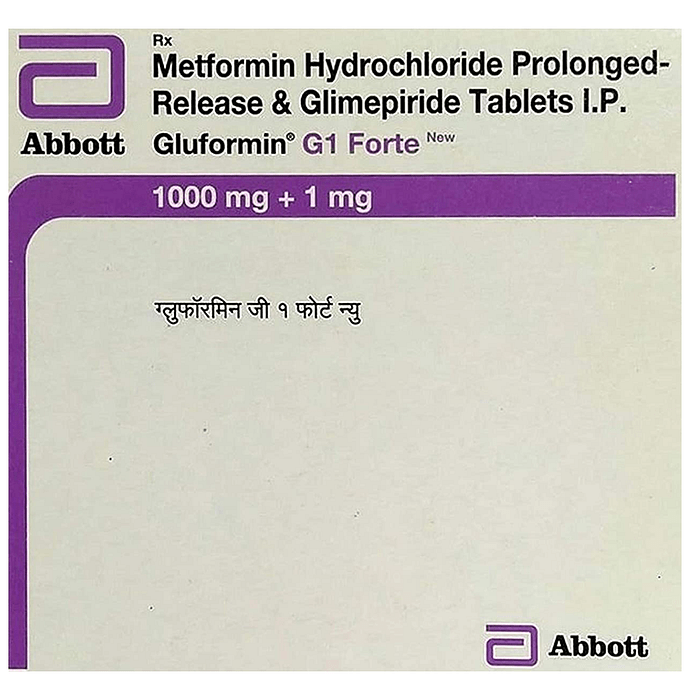 Rx
Metformin Hydrochloride Prolonged-
Release & Glimepiride Tablets I.P.
Abbott
Gluformin® G1 Forte New
1000 mg + 1 mg
ग्लुफॉरमिन जी १ फोर्ट न्यु
Abbott